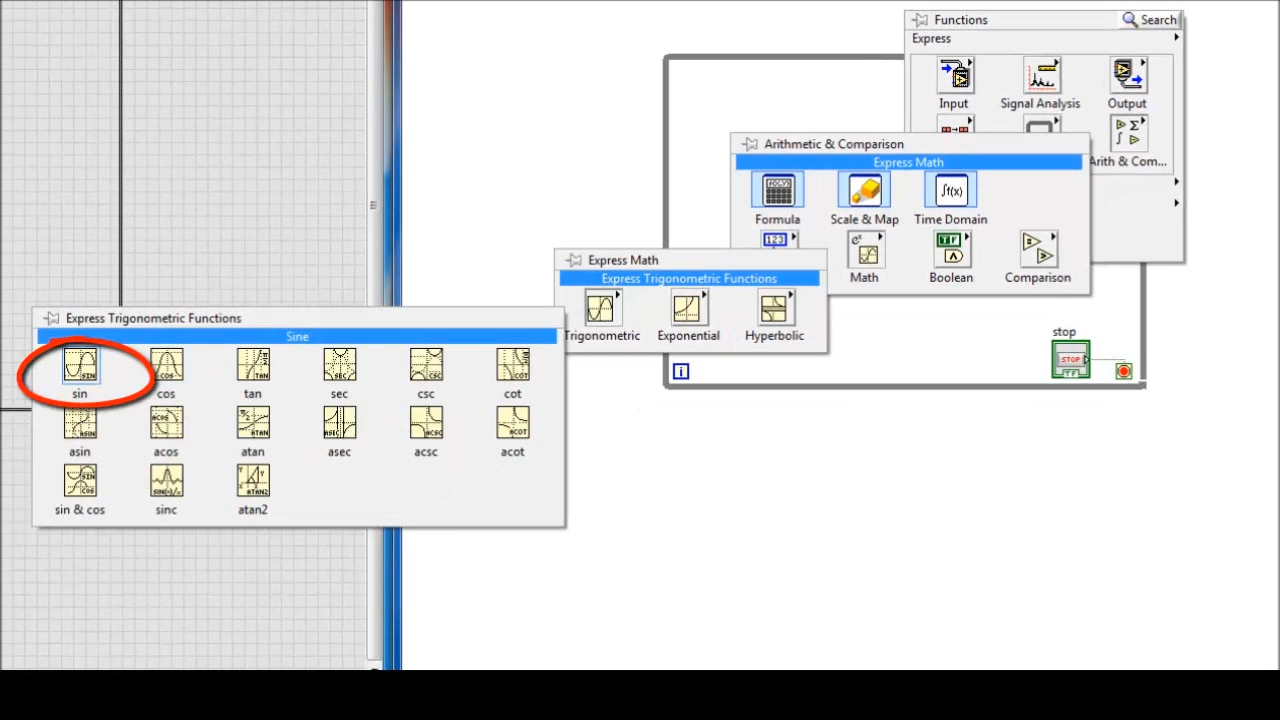 Functions Search
Express
Input Signal Analysis Output
Arith & Com...
Arithmetic & Comparison
Express Math
Formula Scale & Map Time Domain
Math Boolean Comparison
Express Math
Express Trigonometric Functions
Trigonometric Exponential Hyperbolic
stop
STOP
TF
i
Express Trigonometric Functions
Sine
sin cos tan sec csc cot
asin acos atan asec acsc acot
sin & cos sinc atan2